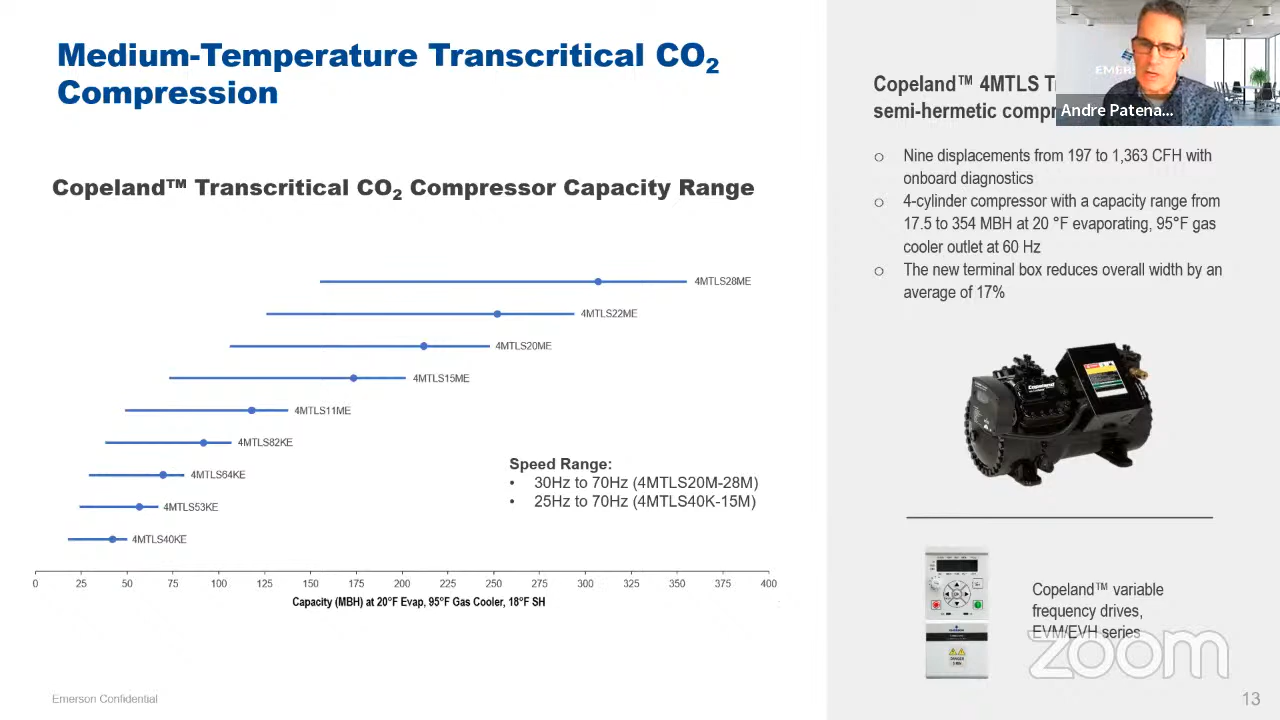 Medium-Temperature Transcritical CO2
Compression
Copeland™ Transcritical CO2 Compressor Capacity Range
4MTLS28ME
4MTLS22ME
4MTLS20ME
4MTLS15ME
4MTLS11ME
4MTLS82KE
4MTLS64KE
4MTLS53KE
4MTLS40KE
Speed Range:
• 30Hz to 70Hz (4MTLS20M-28M)
• 25Hz to 70Hz (4MTLS40K-15M)
0 25 50 75 100 125 150 175 200 225 250 275 300 325 350 375 400
Capacity (MBH) at 20°F Evap, 95°F Gas Cooler, 18°F SH
Emerson Confidential
Copeland™ 4MTLS
semi-hermetic
Andre Patena...
○ Nine displacements from 197 to 1,363 CFH with
onboard diagnostics
○ 4-cylinder compressor with a capacity range from
17.5 to 354 MBH at 20 °F evaporating, 95°F gas
cooler outlet at 60 Hz
○ The new terminal box reduces overall width by an
average of 17%
Copeland
Copeland™ variable
frequency drives,
EVM/EVH series
zoom
13